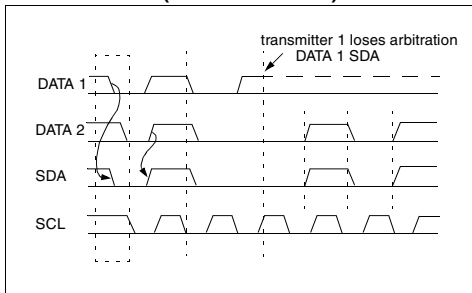 transmitter 1 loses arbitration
DATA 1 SDA
DATA 1
DATA 2
SDA
SCL